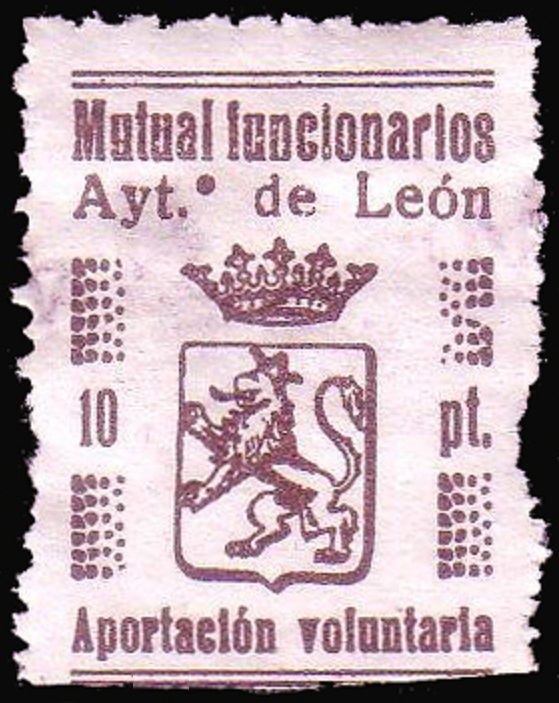 Mutual funcionarios
Ayt.º de León
10 pt.
Aportación voluntaria